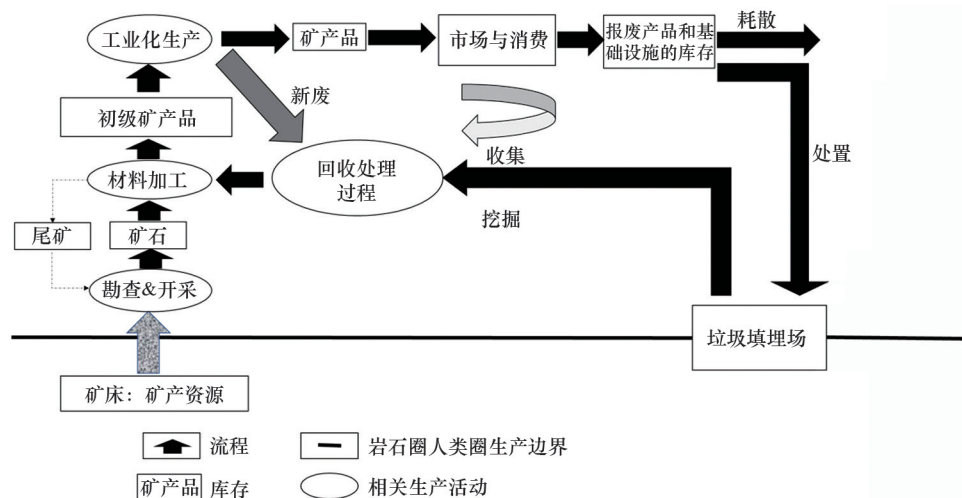 工业化生产
矿产品
市场与消费
报废产品和基
础设施的库存
耗散
新废
初级矿产品
收集
处置
回收处理
过程
材料加工
挖掘
尾矿
矿石
勘查&开采
垃圾填埋场
矿床：矿产资源
流程
岩石圈人类圈生产边界
矿产品
库存
相关生产活动